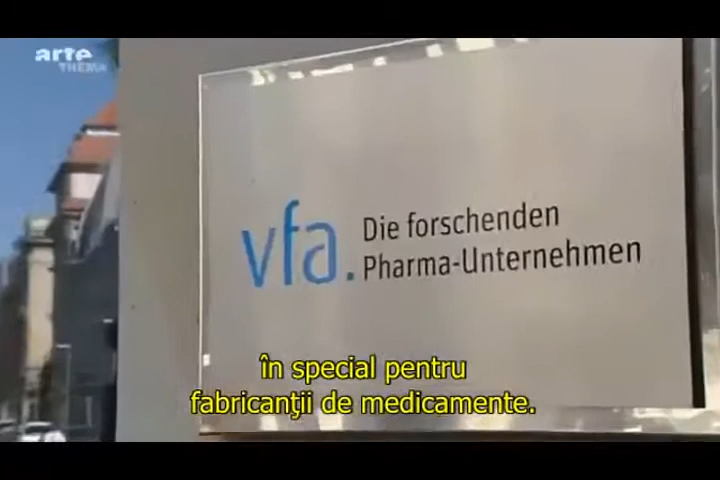 arte
THEMA
vfa. Die forschenden
Pharma-Unternehmen
în special pentru
fabricanţii de medicamente.